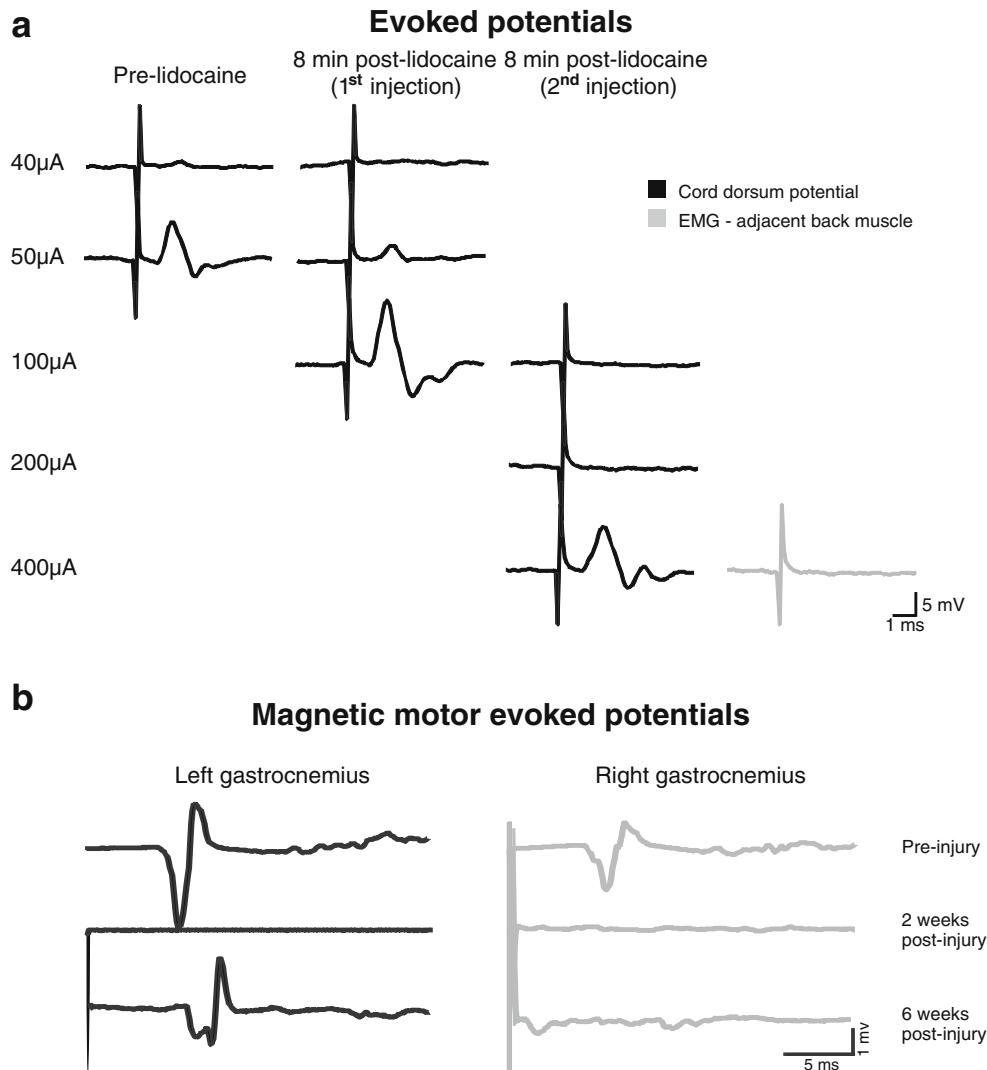 a
Evoked potentials
Pre-lidocaine
8 min post-lidocaine
(1st injection)
8 min post-lidocaine
(2nd injection)
40µA
50µA
100µA
200µA
400µA
Cord dorsum potential
EMG - adjacent back muscle
5 mV
1 ms
b
Magnetic motor evoked potentials
Left gastrocnemius
Right gastrocnemius
Pre-injury
2 weeks
post-injury
6 weeks
post-injury
1 mv
5 ms